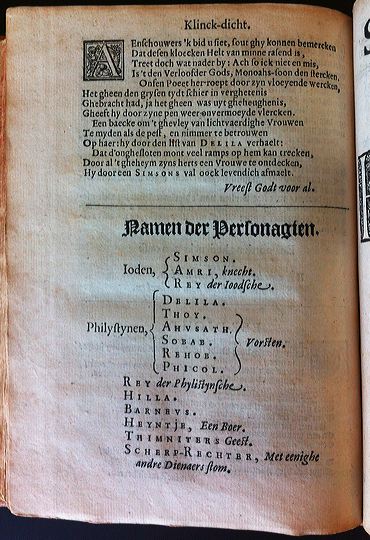 Klinck-dicht.
AEnschouwers 'k bid u siet, sout ghy konnen bemercken
Dat desen kloecken Helt van minne rasend is,
Treet doch wat nader by: Ach so ick niet en mis,
Is 't den Verloofder Gods, Monoahs-soon den stercken,
Onsen Poeet her-roept door zyn vloeyende wercken,
Het gheen den grysen tydt schier in verghetenis
Ghebracht had, ja het gheen was uyt gheheughenis,
Gheeft hy door zyne pen weer onvermoeyde vlercken.
Een baecke om 't ghevley van lichtvaerdighe Vrouwen
Te myden als de pest, en nimmer te betrouwen
Op haer: thy door den list van DELILA verhaelt:
Dat d'onghesloten mont veel ramps op hem kan trecken,
Door al 't gheheym zyns herts een Vrouwe t'ontdecken,
Hy door een SIMSONS val oock levendich afmaelt.
Vreest Godt voor al.
Namen der Personagien.
Ioden,
SIMSON.
AMRI, knecht.
REY der Ioodsche.
Philystynen,
DELILA.
THOY.
AHVSATH.
SOBAB.
REHOB.
PHICOL.
Vorsten.
REY der Philystynsche.
HILLA.
BARNEVS.
HEYNTJE, Een Boer.
THIMNITERS Geest.
SCHERP-RECHTER, Met eenighe
andre Dienaers stom.